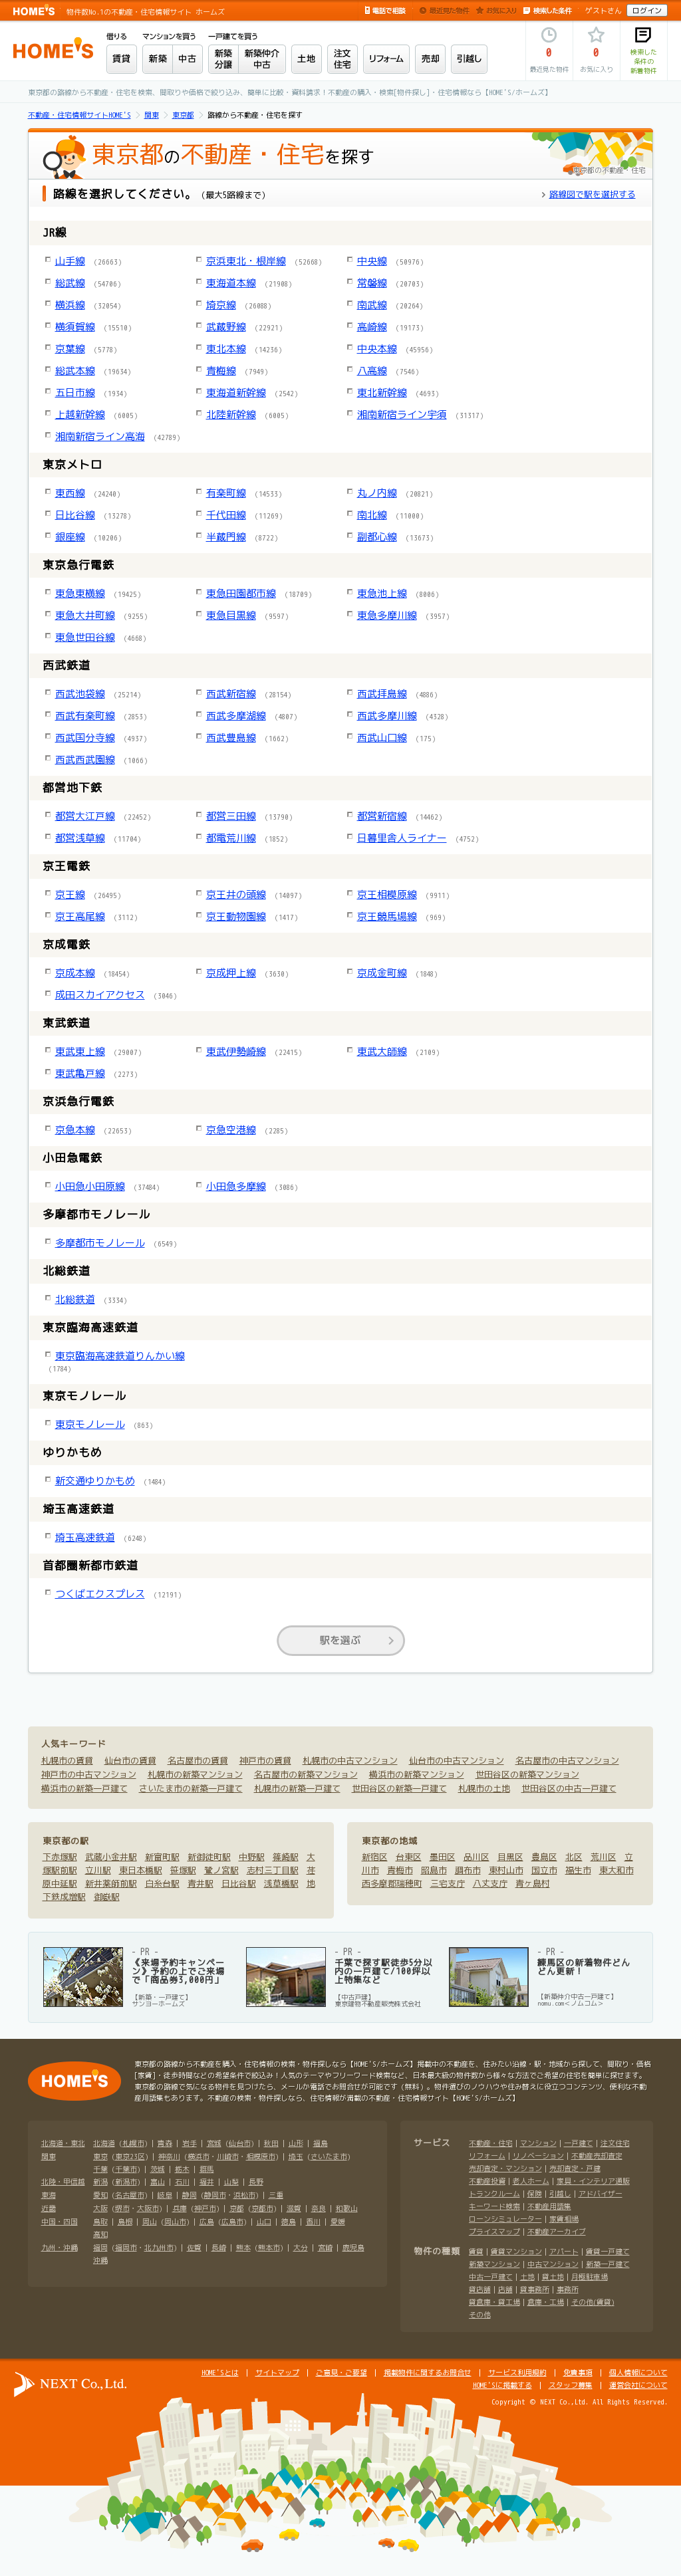 HOME'S 物件数No.1の不動産・住宅情報サイト ホームズ
電話で相談 最近見た物件 お気に入り 検索した条件 ゲストさん ログイン
HOME'S
借りる マンションを買う 一戸建てを買う
賃貸 新築 中古 新築分譲 新築仲介中古 土地 注文住宅 リフォーム 売却 引越し
0 最近見た物件
0 お気に入り
検索した条件の新着物件
東京都の路線から不動産・住宅を検索、間取りや価格で絞り込み、簡単に比較・資料請求！不動産の購入・検索[物件探し]・住宅情報なら【HOME'S/ホームズ】
不動産・住宅情報サイトHOME'S 関東 東京都 路線から不動産・住宅を探す
東京都の不動産・住宅を探す
東京都の不動産・住宅
路線を選択してください。（最大5路線まで）
路線図で駅を選択する
JR線
山手線 (26663) 京浜東北・根岸線 (52668) 中央線 (50976)
総武線 (54706) 東海道本線 (21908) 常磐線 (20703)
横浜線 (32054) 埼京線 (26088) 南武線 (20264)
横須賀線 (15510) 武蔵野線 (22921) 高崎線 (19173)
京葉線 (5778) 東北本線 (14236) 中央本線 (45956)
総武本線 (19634) 青梅線 (7949) 八高線 (7546)
五日市線 (1934) 東海道新幹線 (2542) 東北新幹線 (4693)
上越新幹線 (6005) 北陸新幹線 (6005) 湘南新宿ライン宇須 (31317)
湘南新宿ライン高海 (42789)
東京メトロ
東西線 (24240) 有楽町線 (14533) 丸ノ内線 (20821)
日比谷線 (13278) 千代田線 (11269) 南北線 (11000)
銀座線 (10206) 半蔵門線 (8722) 副都心線 (13673)
東京急行電鉄
東急東横線 (19425) 東急田園都市線 (18709) 東急池上線 (8006)
東急大井町線 (9255) 東急目黒線 (9597) 東急多摩川線 (3957)
東急世田谷線 (4668)
西武鉄道
西武池袋線 (25214) 西武新宿線 (28154) 西武拝島線 (4886)
西武有楽町線 (2853) 西武多摩湖線 (4807) 西武多摩川線 (4328)
西武国分寺線 (4937) 西武豊島線 (1662) 西武山口線 (175)
西武西武園線 (1066)
都営地下鉄
都営大江戸線 (22452) 都営三田線 (13790) 都営新宿線 (14462)
都営浅草線 (11704) 都電荒川線 (1852) 日暮里舎人ライナー (4752)
京王電鉄
京王線 (26495) 京王井の頭線 (14097) 京王相模原線 (9911)
京王高尾線 (3112) 京王動物園線 (1417) 京王競馬場線 (969)
京成電鉄
京成本線 (18454) 京成押上線 (3630) 京成金町線 (1848)
成田スカイアクセス (3046)
東武鉄道
東武東上線 (29007) 東武伊勢崎線 (22415) 東武大師線 (2109)
東武亀戸線 (2273)
京浜急行電鉄
京急本線 (22653) 京急空港線 (2285)
小田急電鉄
小田急小田原線 (37484) 小田急多摩線 (3086)
多摩都市モノレール
多摩都市モノレール (6549)
北総鉄道
北総鉄道 (3334)
東京臨海高速鉄道
東京臨海高速鉄道りんかい線
(1784)
東京モノレール
東京モノレール (863)
ゆりかもめ
新交通ゆりかもめ (1484)
埼玉高速鉄道
埼玉高速鉄道 (6248)
首都圏新都市鉄道
つくばエクスプレス (12191)
駅を選ぶ
人気キーワード
札幌市の賃貸 仙台市の賃貸 名古屋市の賃貸 神戸市の賃貸 札幌市の中古マンション 仙台市の中古マンション 名古屋市の中古マンション
神戸市の中古マンション 札幌市の新築マンション 名古屋市の新築マンション 横浜市の新築マンション 世田谷区の新築マンション
横浜市の新築一戸建て さいたま市の新築一戸建て 札幌市の新築一戸建て 世田谷区の新築一戸建て 札幌市の土地 世田谷区の中古一戸建て
東京都の駅
下赤塚駅 武蔵小金井駅 新富町駅 新御徒町駅 中野駅 篠崎駅 大塚駅前駅 立川駅 東日本橋駅 笹塚駅 鷺ノ宮駅 志村三丁目駅 荏原中延駅 新井薬師前駅 白糸台駅 青井駅 日比谷駅 浅草橋駅 地下鉄成増駅 御嶽駅
東京都の地域
新宿区 台東区 墨田区 品川区 目黒区 豊島区 北区 荒川区 立川市 青梅市 昭島市 調布市 東村山市 国立市 福生市 東大和市
西多摩郡瑞穂町 三宅支庁 八丈支庁 青ヶ島村
- PR -
《来場予約キャンペーン》予約の上でご来場で「商品券3,000円」
【新築・一戸建て】
サンヨーホームズ
- PR -
千葉で探す駅徒歩5分以内の一戸建て/100坪以上特集など
【中古戸建】
東京建物不動産販売株式会社
- PR -
練馬区の新着物件どんどん更新！
【新築仲介中古一戸建て】
nomu.com＜ノムコム＞
HOME'S
東京都の路線から不動産を購入・住宅情報の検索・物件探しなら【HOME'S/ホームズ】掲載中の不動産を、住みたい沿線・駅・地域から探して、間取り・価格[家賃]・徒歩時間などの希望条件で絞込み！人気のテーマやフリーワード検索など、日本最大級の物件数から様々な方法でご希望の住宅を簡単に探せます。東京都の路線で気になる物件を見つけたら、メールか電話でお問合せが可能です（無料）。物件選びのノウハウや住み替えに役立つコンテンツ、便利な不動産用語集もあります。不動産の検索・物件探しなら、住宅情報が満載の不動産・住宅情報サイト【HOME'S/ホームズ】
北海道・東北 北海道 (札幌市) | 青森 | 岩手 | 宮城 (仙台市) | 秋田 | 山形 | 福島
関東 東京 (東京23区) | 神奈川 (横浜市・川崎市・相模原市) | 埼玉 (さいたま市)
千葉 (千葉市) | 茨城 | 栃木 | 群馬
北陸・甲信越 新潟 (新潟市) | 富山 | 石川 | 福井 | 山梨 | 長野
東海 愛知 (名古屋市) | 岐阜 | 静岡 (静岡市・浜松市) | 三重
近畿 大阪 (堺市・大阪市) | 兵庫 (神戸市) | 京都 (京都市) | 滋賀 | 奈良 | 和歌山
中国・四国 鳥取 | 島根 | 岡山 (岡山市) | 広島 (広島市) | 山口 | 徳島 | 香川 | 愛媛
高知
九州・沖縄 福岡 (福岡市・北九州市) | 佐賀 | 長崎 | 熊本 (熊本市) | 大分 | 宮崎 | 鹿児島
沖縄
サービス 不動産・住宅 | マンション | 一戸建て | 注文住宅
リフォーム | リノベーション | 不動産売却査定
売却査定・マンション | 売却査定・戸建
不動産投資 | 老人ホーム | 家具・インテリア通販
トランクルーム | 保険 | 引越し | アドバイザー
キーワード検索 | 不動産用語集
ローンシミュレーター | 家賃相場
プライスマップ | 不動産アーカイブ
物件の種類 賃貸 | 賃貸マンション | アパート | 賃貸一戸建て
新築マンション | 中古マンション | 新築一戸建て
中古一戸建て | 土地 | 貸土地 | 月極駐車場
貸店舗 | 店舗 | 貸事務所 | 事務所
貸倉庫・貸工場 | 倉庫・工場 | その他(賃貸)
その他
NEXT Co.,Ltd.
HOME'Sとは | サイトマップ | ご意見・ご要望 | 掲載物件に関するお問合せ | サービス利用規約 | 免責事項 | 個人情報について
HOME'Sに掲載する | スタッフ募集 | 運営会社について
Copyright © NEXT Co.,Ltd. All Rights Reserved.